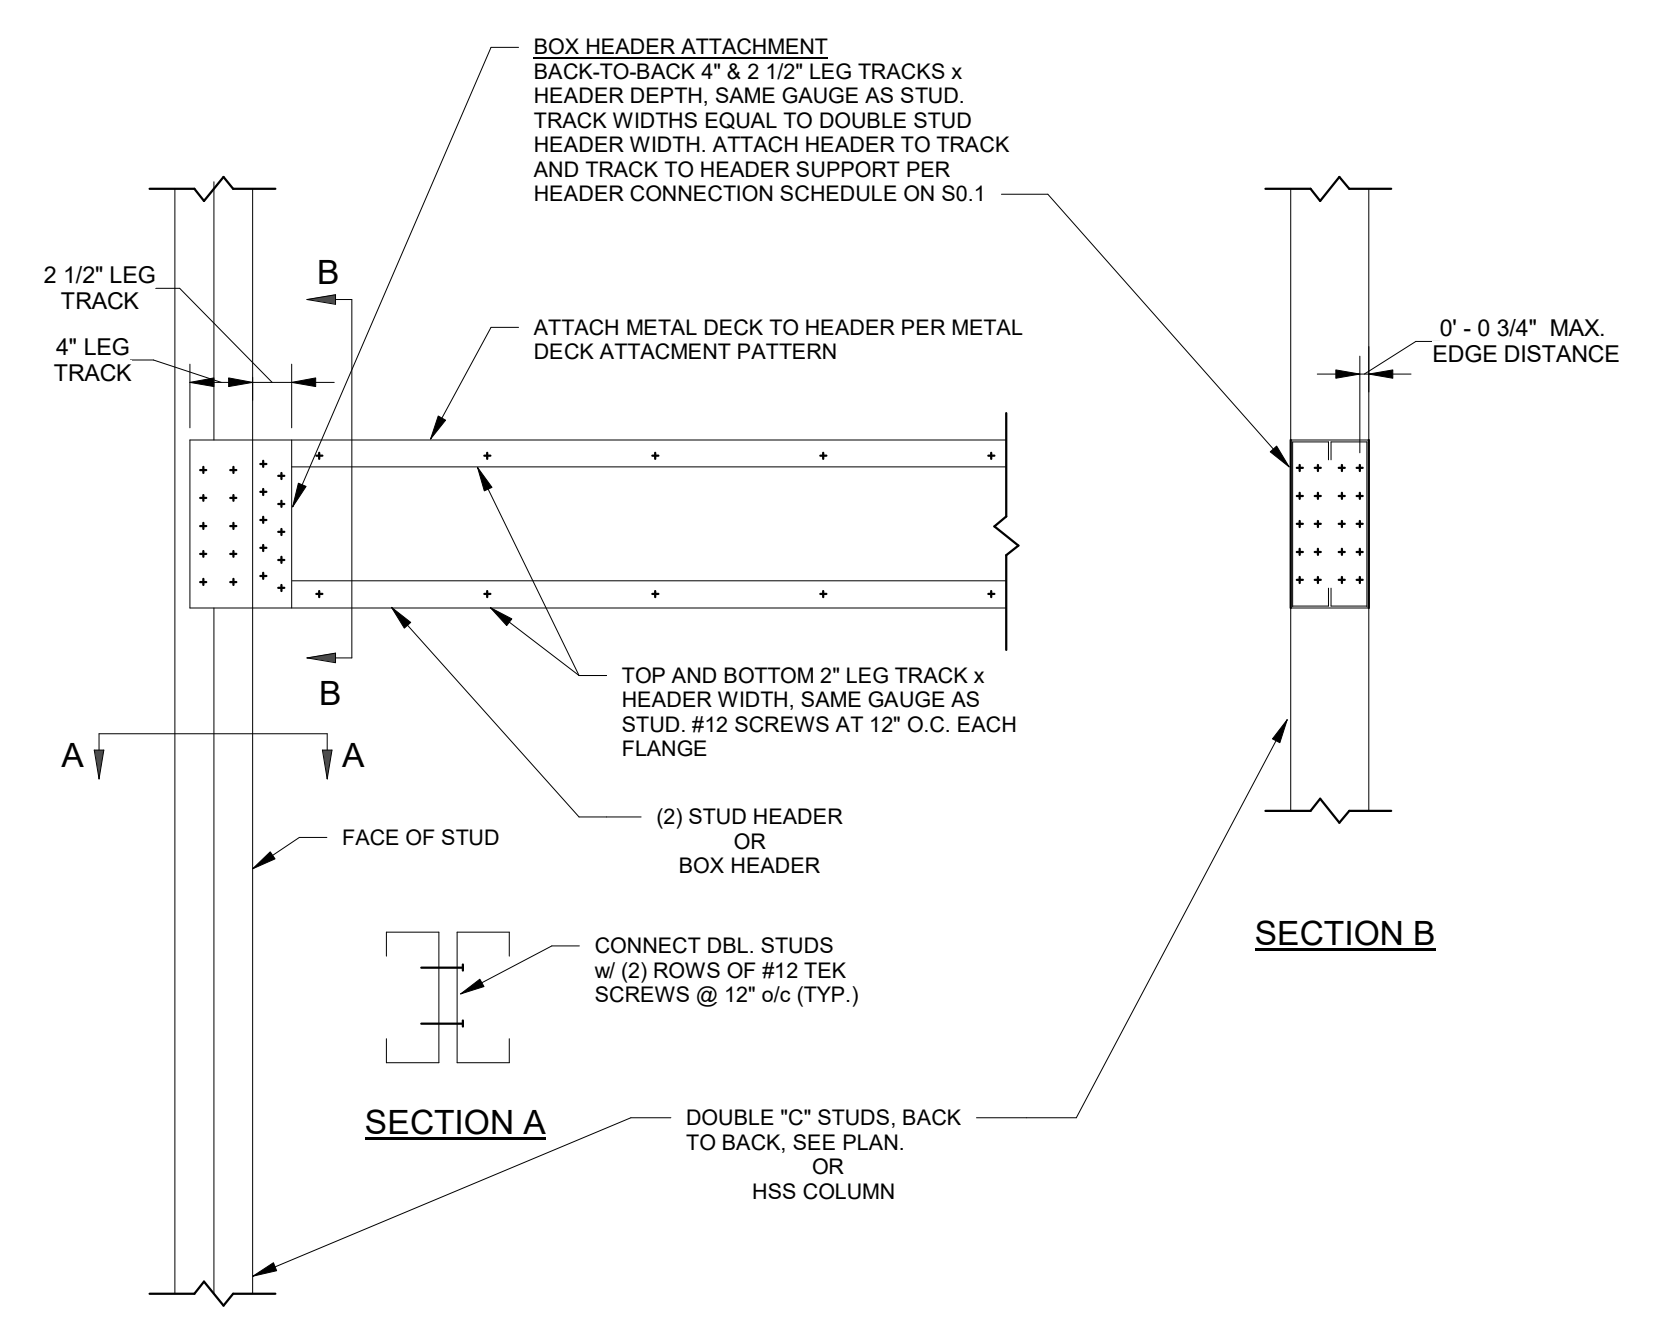 BOX HEADER ATTACHMENT
BACK-TO-BACK 4" & 2 1/2" LEG TRACKS x
HEADER DEPTH, SAME GAUGE AS STUD.
TRACK WIDTHS EQUAL TO DOUBLE STUD
HEADER WIDTH. ATTACH HEADER TO TRACK
AND TRACK TO HEADER SUPPORT PER
HEADER CONNECTION SCHEDULE ON S0.1
2 1/2" LEG
TRACK
B
4" LEG
TRACK
ATTACH METAL DECK TO HEADER PER METAL
DECK ATTACMENT PATTERN
0' - 0 3/4" MAX.
EDGE DISTANCE
B
TOP AND BOTTOM 2" LEG TRACK x
HEADER WIDTH, SAME GAUGE AS
STUD. #12 SCREWS AT 12" O.C. EACH
FLANGE
A
A
(2) STUD HEADER
OR
BOX HEADER
FACE OF STUD
SECTION B
CONNECT DBL. STUDS
w/ (2) ROWS OF #12 TEK
SCREWS @ 12" o/c (TYP.)
SECTION A
DOUBLE "C" STUDS, BACK
TO BACK, SEE PLAN.
OR
HSS COLUMN